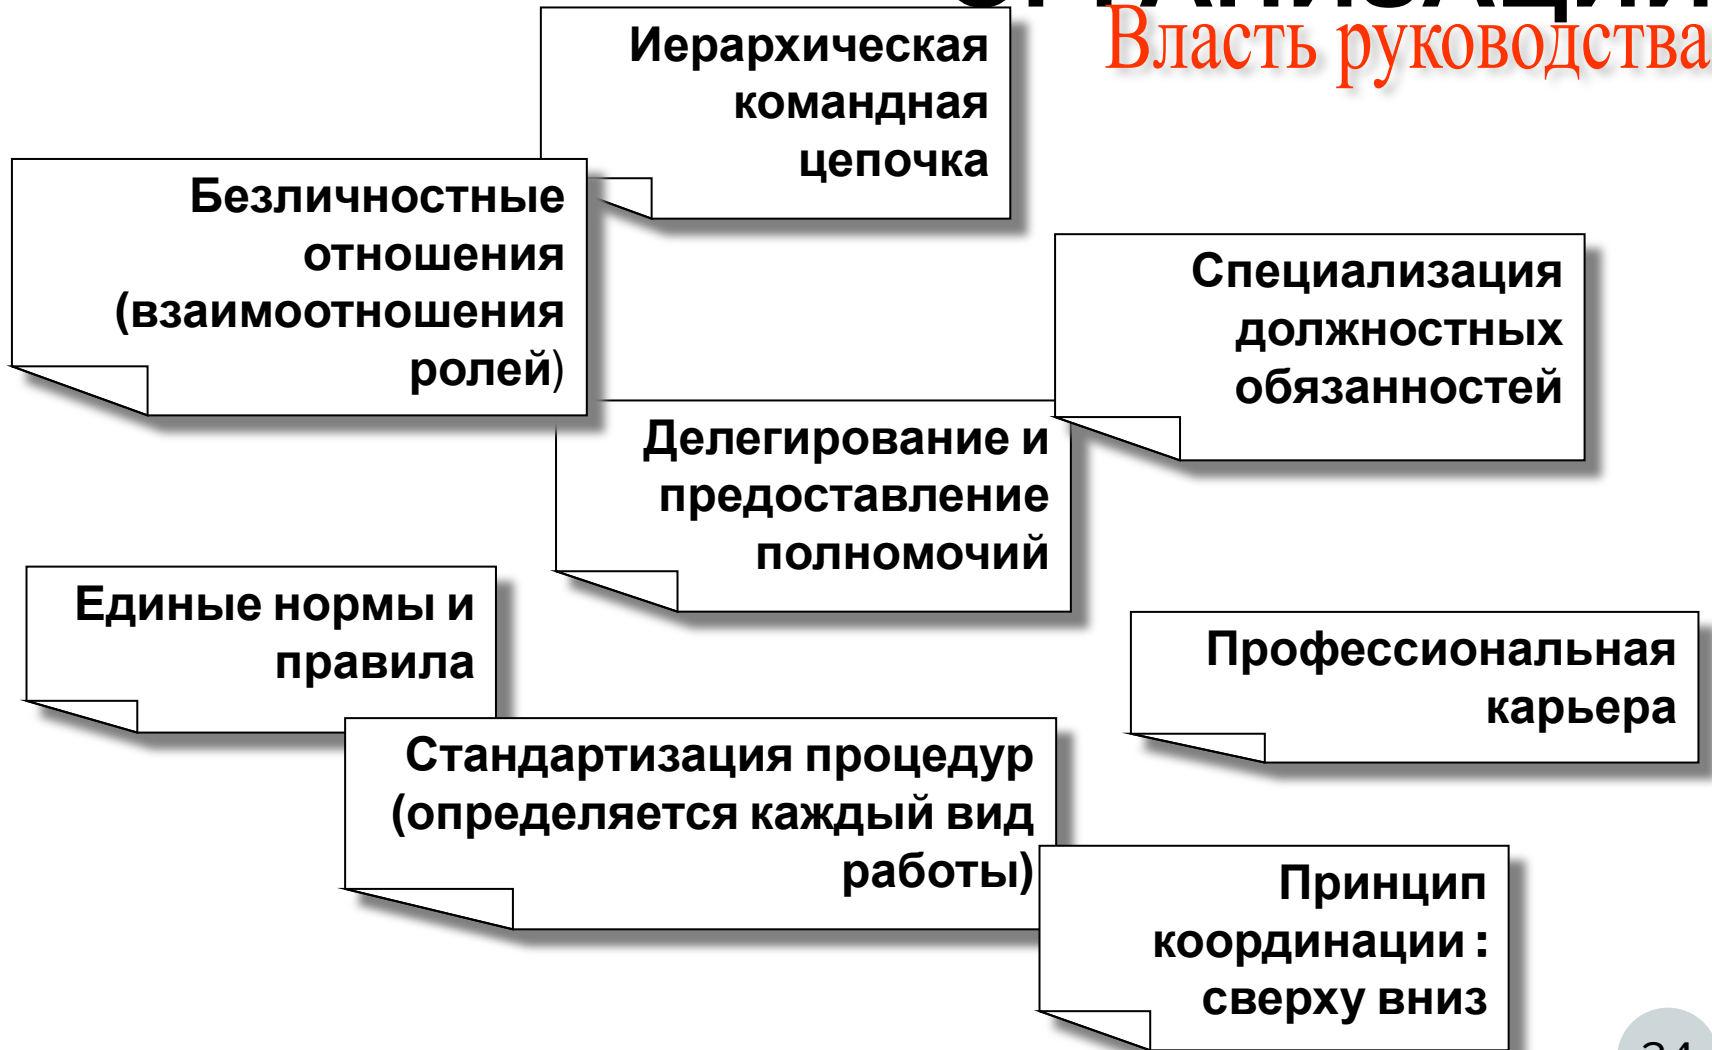 Власть руководства
Иерархическая
командная
цепочка
Безличностные
отношения
(взаимоотношения
ролей)
Специализация
должностных
обязанностей
Делегирование и
предоставление
полномочий
Единые нормы и
правила
Профессиональная
карьера
Стандартизация процедур
(определяется каждый вид
работы)
Принцип
координации :
сверху вниз